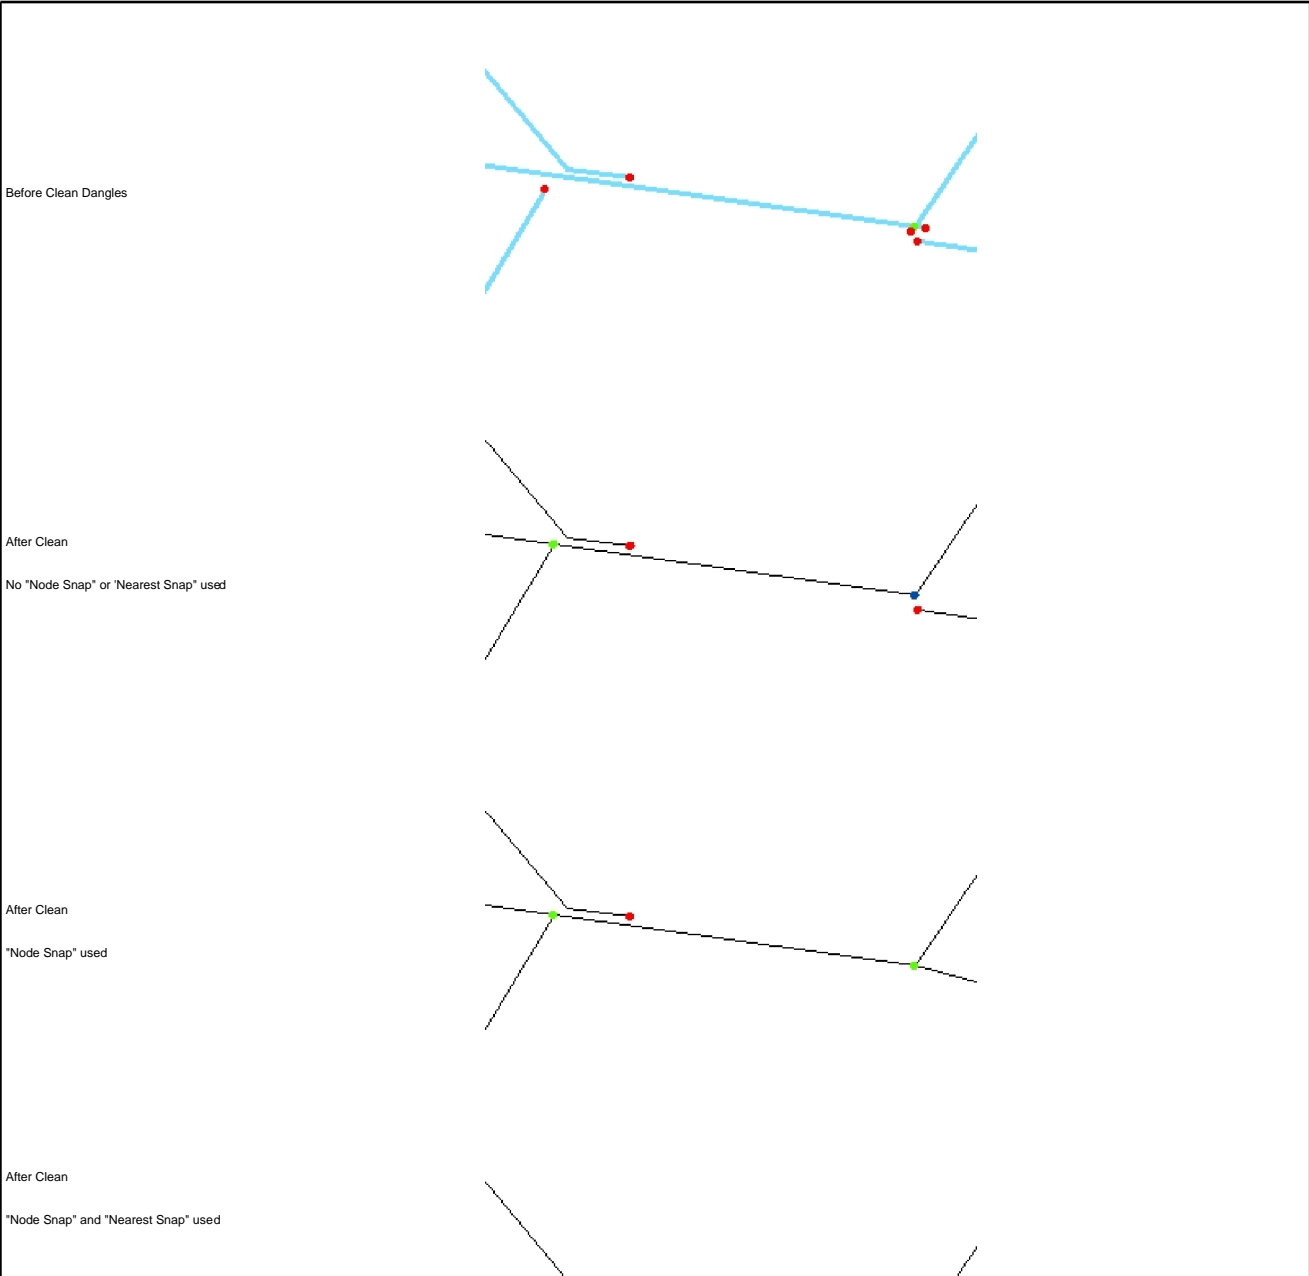 Before Clean Dangles
After Clean
No "Node Snap" or 'Nearest Snap" used
After Clean
"Node Snap" used
After Clean
"Node Snap" and "Nearest Snap" used